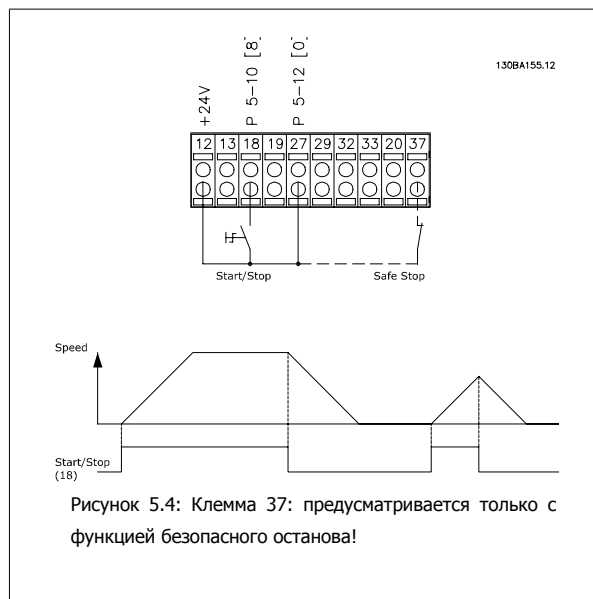 130BA155.12
+24V
P 5-10 [8]
P 5-12 [0]
12 13 18 19 27 29 32 33 20 37
Start/Stop
Safe Stop
Speed
Start/Stop
(18)
Рисунок 5.4: Клемма 37: предусматривается только с
функцией безопасного останова!